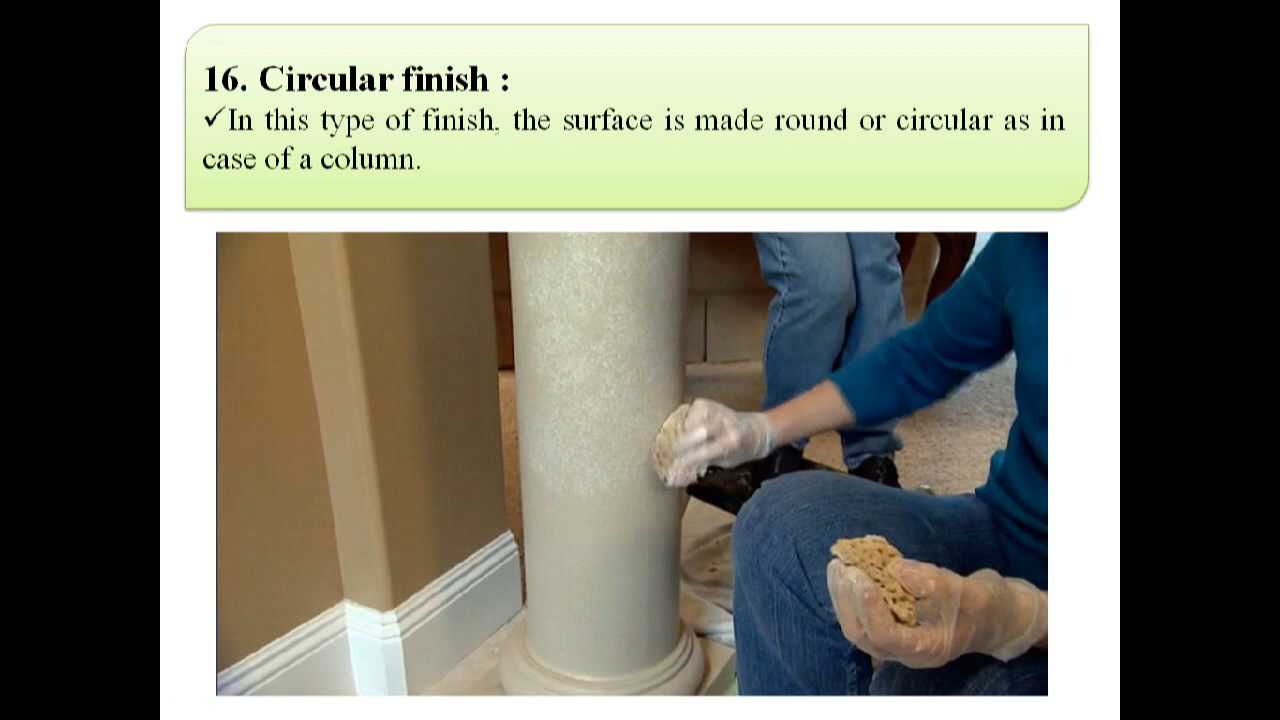 16. Circular finish :
✓In this type of finish, the surface is made round or circular as in
case of a column.